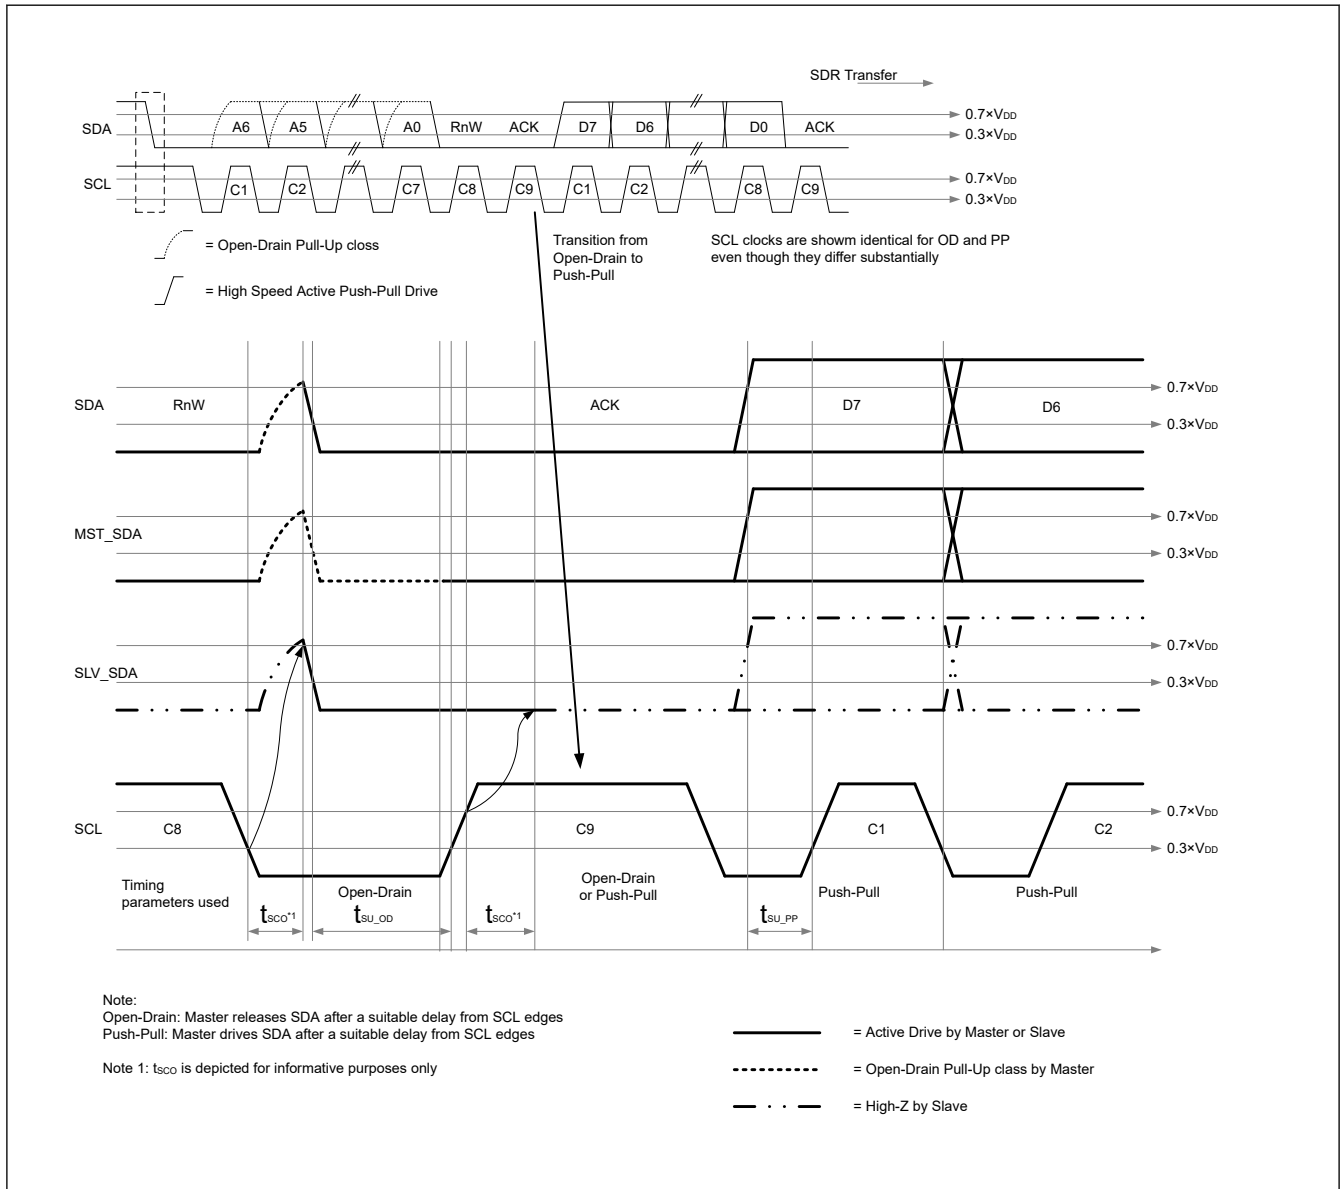 SDR Transfer
SDA
A6 A5 A0 RnW ACK D7 D6 D0 ACK
0.7×VDD
0.3×VDD
SCL
C1 C2 C7 C8 C9 C1 C2 C8 C9
0.7×VDD
0.3×VDD
= Open-Drain Pull-Up closs
= High Speed Active Push-Pull Drive
Transition from
Open-Drain to
Push-Pull
SCL clocks are showm identical for OD and PP
even though they differ substantially
SDA
RnW ACK D7 D6
0.7×VDD
0.3×VDD
MST_SDA
0.7×VDD
0.3×VDD
SLV_SDA
0.7×VDD
0.3×VDD
SCL
C8 C9 C1 C2
0.7×VDD
0.3×VDD
Timing
parameters used
Open-Drain
Open-Drain
or Push-Pull
Push-Pull
Push-Pull
tSCO*1
tSU_OD
tSCO*1
tSU_PP
Note:
Open-Drain: Master releases SDA after a suitable delay from SCL edges
Push-Pull: Master drives SDA after a suitable delay from SCL edges
Note 1: tSCO is depicted for informative purposes only
= Active Drive by Master or Slave
= Open-Drain Pull-Up class by Master
= High-Z by Slave